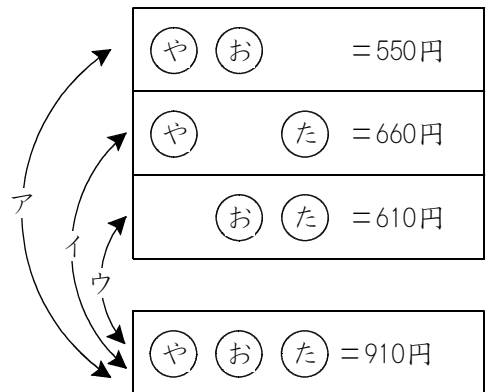 や お ＝550円
や た ＝660円
お た ＝610円
ア
イ
ウ
や お た ＝910円